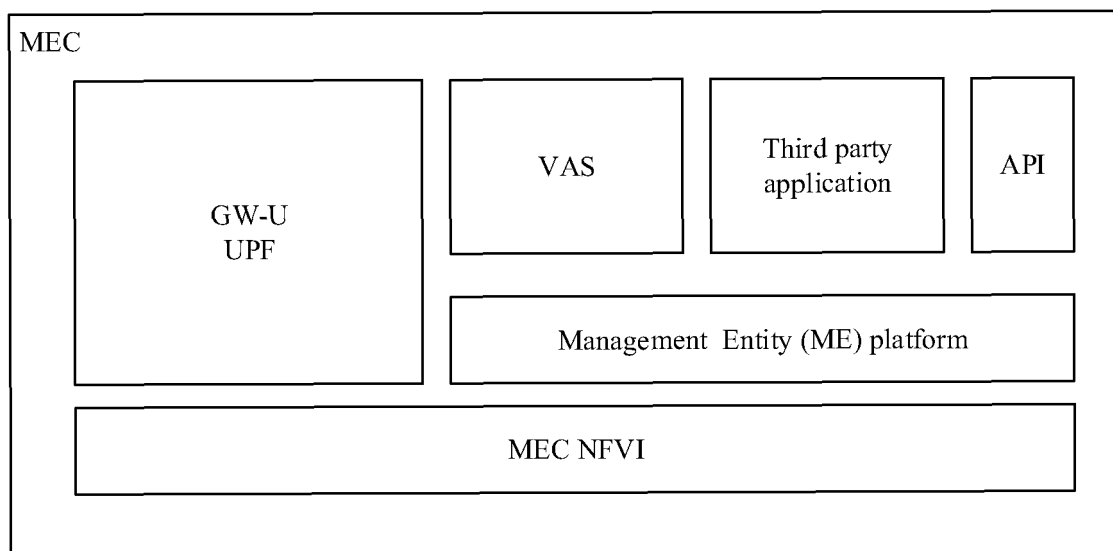 MEC
GW-U
UPF
VAS
Third party
application
API
Management Entity (ME) platform
MEC NFVI